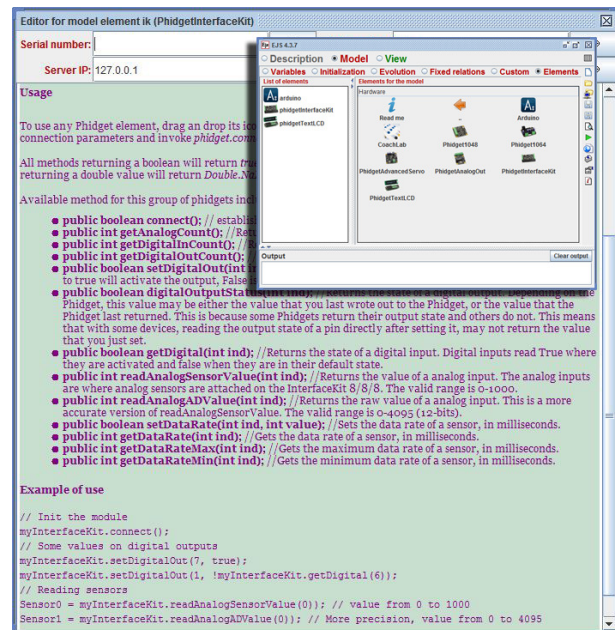 Editor for model element ik (PhidgetInterfaceKit)
Serial number:
Server IP: 127.0.0.1
EJS 4.3.7
Description Model View
Variables Initialization Evolution Fixed relations Custom Elements
List of elements
Elements for the model
arduino
phidgetInterfaceKit
phidgetTextLCD
Hardware
Read me
..
Arduino
CoachLab
Phidget1048
Phidget1064
PhidgetAdvancedServo
PhidgetAnalogOut
PhidgetInterfaceKit
PhidgetTextLCD
Output
Clear output
Usage
To use any Phidget element, drag an drop its
connection parameters and invoke
All methods returning a boolean will return
returning a double value will return
Available method for this group of phidgets
public boolean connect(); //
public int getAnalogCount();
public int getDigitalInCount();
public int getDigitalOutCount();
public boolean setDigitalOut(int
to true will activate the output, False
public boolean digitalOutputStatus(int ind); //Returns the state of a digital output. Depending on the
Phidget, this value may be either the value that you last wrote out to the Phidget, or the value that the
Phidget last returned. This is because some Phidgets return their output state and others do not. This means
that with some devices, reading the output state of a pin directly after setting it, may not return the value
that you just set.
public boolean getDigital(int ind); //Returns the state of a digital input. Digital inputs read True where
they are activated and false when they are in their default state.
public int readAnalogSensorValue(int ind); //Returns the value of a analog input. The analog inputs
are where analog sensors are attached on the InterfaceKit 8/8/8. The valid range is 0-1000.
public int readAnalogADValue(int ind); //Returns the raw value of a analog input. This is a more
accurate version of readAnalogSensorValue. The valid range is 0-4095 (12-bits).
public boolean setDataRate(int ind, int value); //Sets the data rate of a sensor, in milliseconds.
public int getDataRate(int ind); //Gets the data rate of a sensor, in milliseconds.
public int getDataRateMax(int ind); //Gets the maximum data rate of a sensor, in milliseconds.
public int getDataRateMin(int ind); //Gets the minimum data rate of a sensor, in milliseconds.
Example of use
// Init the module
myInterfaceKit.connect();
// Some values on digital outputs
myInterfaceKit.setDigitalOut(7, true);
myInterfaceKit.setDigitalOut(1, !myInterfaceKit.getDigital(6));
// Reading sensors
Sensor0 = myInterfaceKit.readAnalogSensorValue(0)); // value from 0 to 1000
Sensor1 = myInterfaceKit.readAnalogADValue(0)); // More precision, value from 0 to 4095